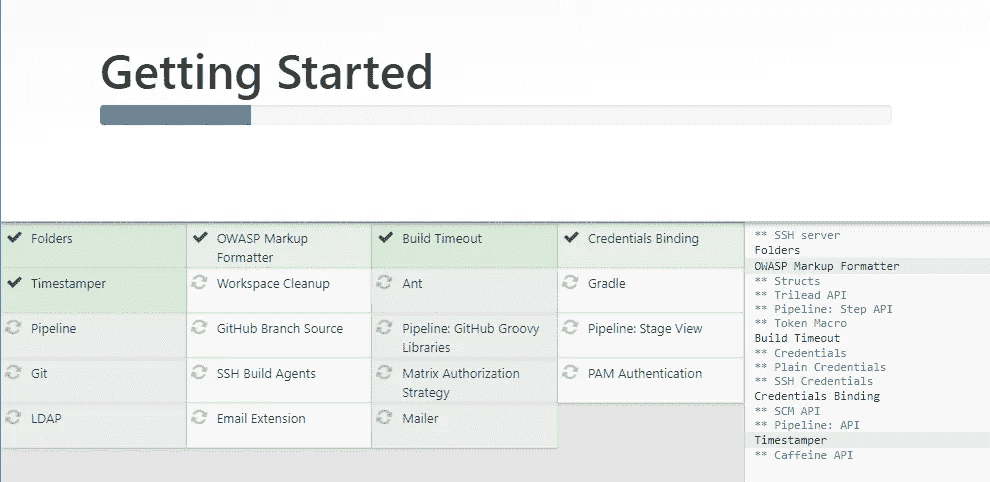 Getting Started
Folders
OWASP Markup
Formatter
Build Timeout
Credentials Binding
Timestamper
Workspace Cleanup
Ant
Gradle
Pipeline
GitHub Branch Source
Pipeline: GitHub Groovy
Libraries
Pipeline: Stage View
Git
SSH Build Agents
Matrix Authorization
Strategy
PAM Authentication
LDAP
Email Extension
Mailer
** SSH server
Folders
OWASP Markup Formatter
** Structs
** Trilead API
** Pipeline: Step API
** Token Macro
Build Timeout
** Credentials
** Plain Credentials
** SSH Credentials
Credentials Binding
** SCM API
** Pipeline: API
Timestamper
** Caffeine API